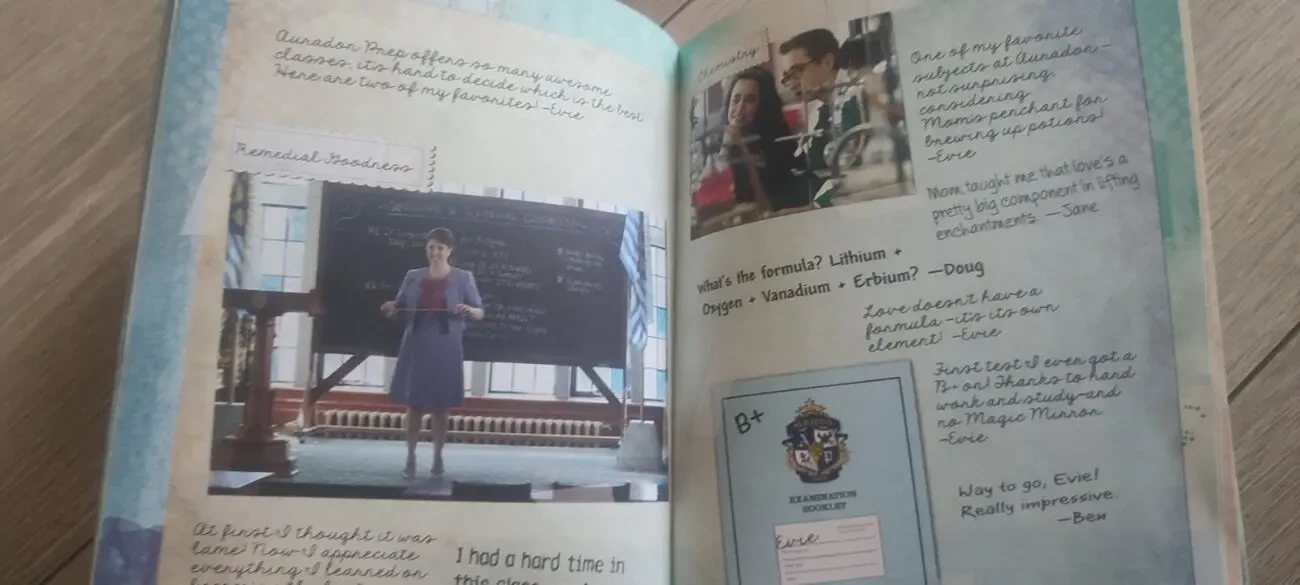 Auradon Prep offers so many awesome
classes, it's hard to decide which is the best!
Here are two of my favorites! -Evie
Remedial Goodness
At first I thought it was
lame! Now I appreciate
everything I learned on
I had a hard time in
this class
Chemistry
One of my favorite
subjects at Auradon—
not surprising,
considering
Mom's penchant for
brewing up potions!
-Evie
Mom taught me that love's a
pretty big component in lifting
enchantments. —Jane
What's the formula? Lithium +
Oxygen + Vanadium + Erbium? —Doug
Love doesn't have a
formula—it's its own
element! -Evie
First test I ever got a
B+ on! Thanks to hard
work and study—and
no Magic Mirror.
-Evie
B+
EXAMINATION
BOOKLET
Evie
Way to go, Evie!
Really impressive.
—Ben